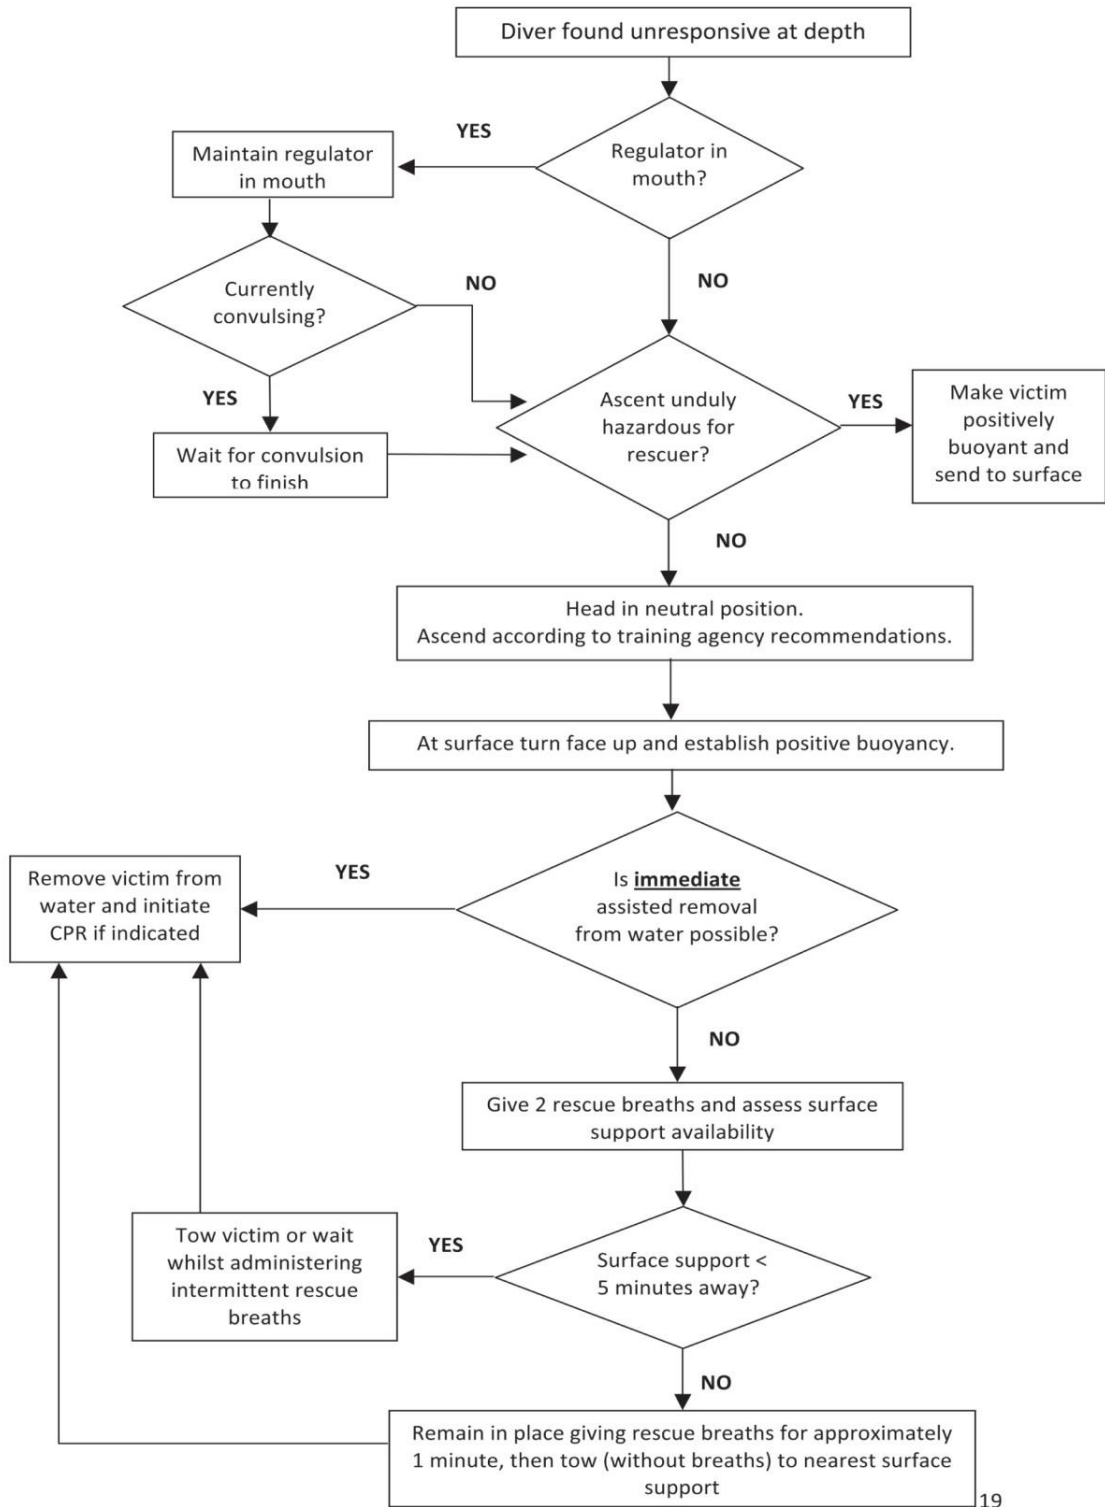 Diver found unresponsive at depth
YES
Maintain regulator
in mouth
Regulator in
mouth?
Currently
convulsing?
NO
NO
YES
Wait for convulsion
to finish
Ascent unduly
hazardous for
rescuer?
YES
Make victim
positively
buoyant and
send to surface
NO
Head in neutral position.
Ascend according to training agency recommendations.
At surface turn face up and establish positive buoyancy.
Remove victim from
water and initiate
CPR if indicated
YES
Is immediate
assisted removal
from water possible?
NO
Give 2 rescue breaths and assess surface
support availability
Tow victim or wait
whilst administering
intermittent rescue
breaths
YES
Surface support <
5 minutes away?
NO
Remain in place giving rescue breaths for approximately
1 minute, then tow (without breaths) to nearest surface
support
19